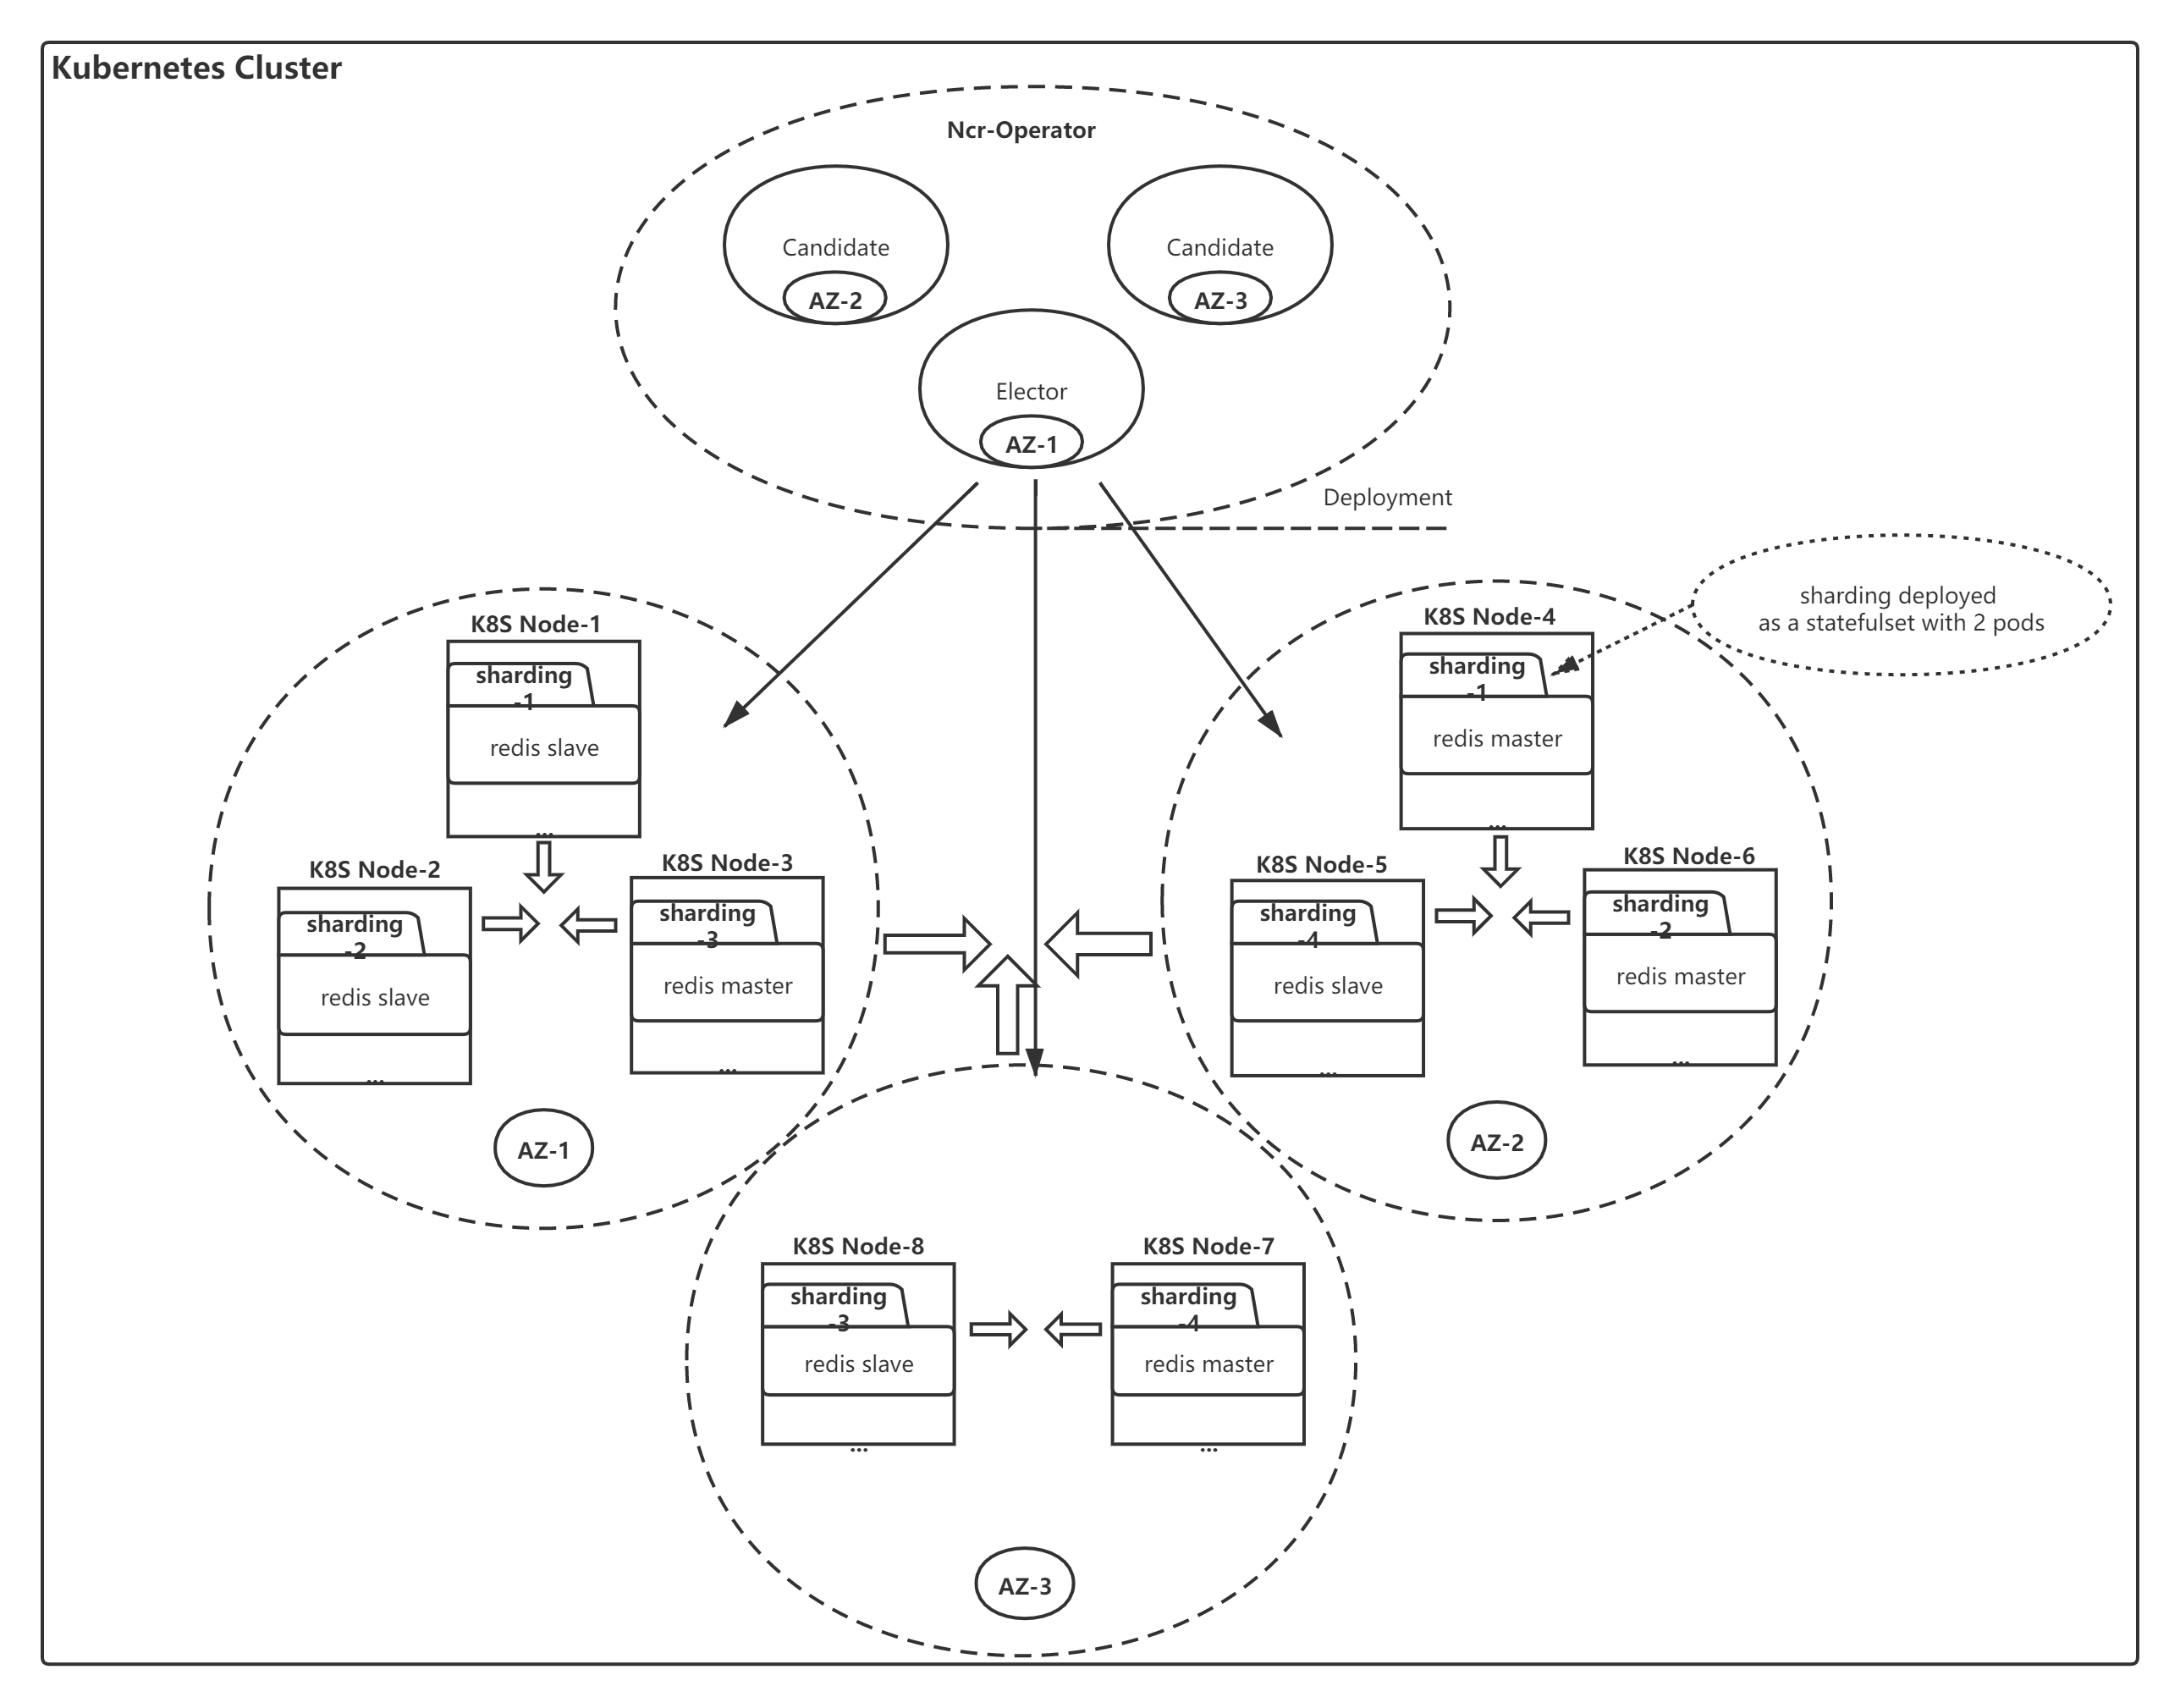 Kubernetes Cluster
Ncr-Operator
Candidate
AZ-2
Candidate
AZ-3
Elector
AZ-1
Deployment
sharding deployed
as a statefulset with 2 pods
K8S Node-1
sharding
-1
redis slave
...
K8S Node-2
sharding
-2
redis slave
...
K8S Node-3
sharding
-3
redis master
...
AZ-1
K8S Node-4
sharding
-1
redis master
...
K8S Node-5
sharding
-4
redis slave
...
K8S Node-6
sharding
-2
redis master
...
AZ-2
K8S Node-8
sharding
-3
redis slave
...
K8S Node-7
sharding
-4
redis master
...
AZ-3